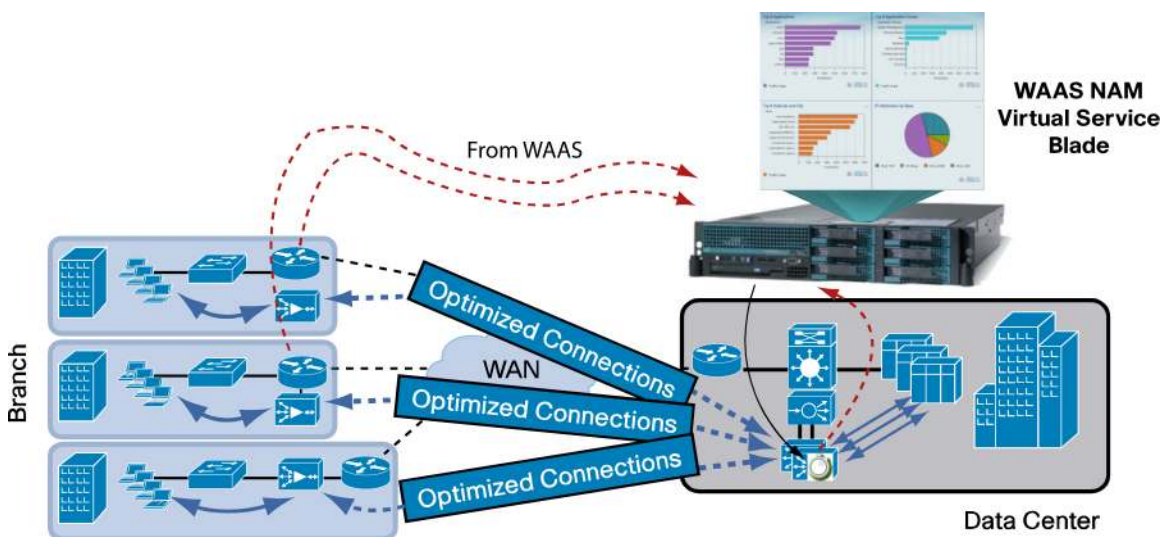 WAAS NAM
Virtual Service
Blade
From WAAS
Optimized Connections
WAN
Optimized Connections
Optimized Connections
Branch
Data Center